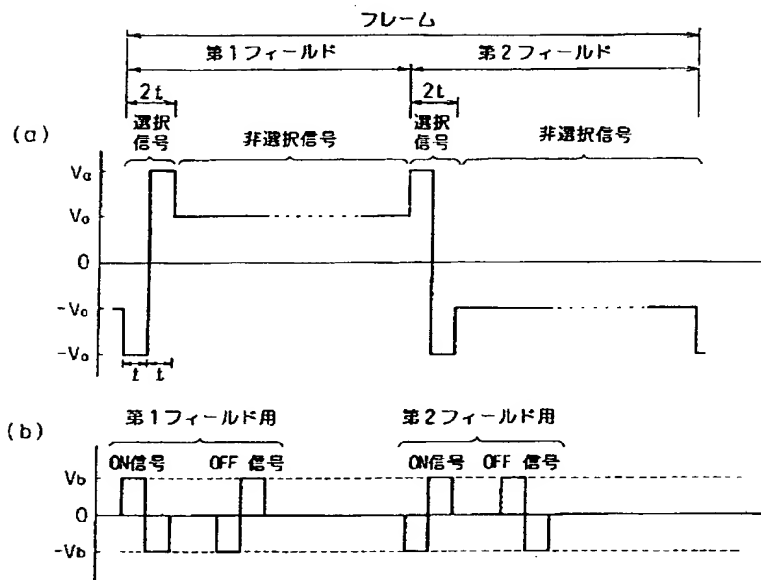 フレーム
第1フィールド 第2フィールド
2t 2t
(a)
選択信号 非選択信号 選択信号 非選択信号
Va
Vo
0
-Vo
-Va
t t
(b)
第1フィールド用 第2フィールド用
ON信号 OFF 信号 ON信号 OFF 信号
Vb
0
-Vb